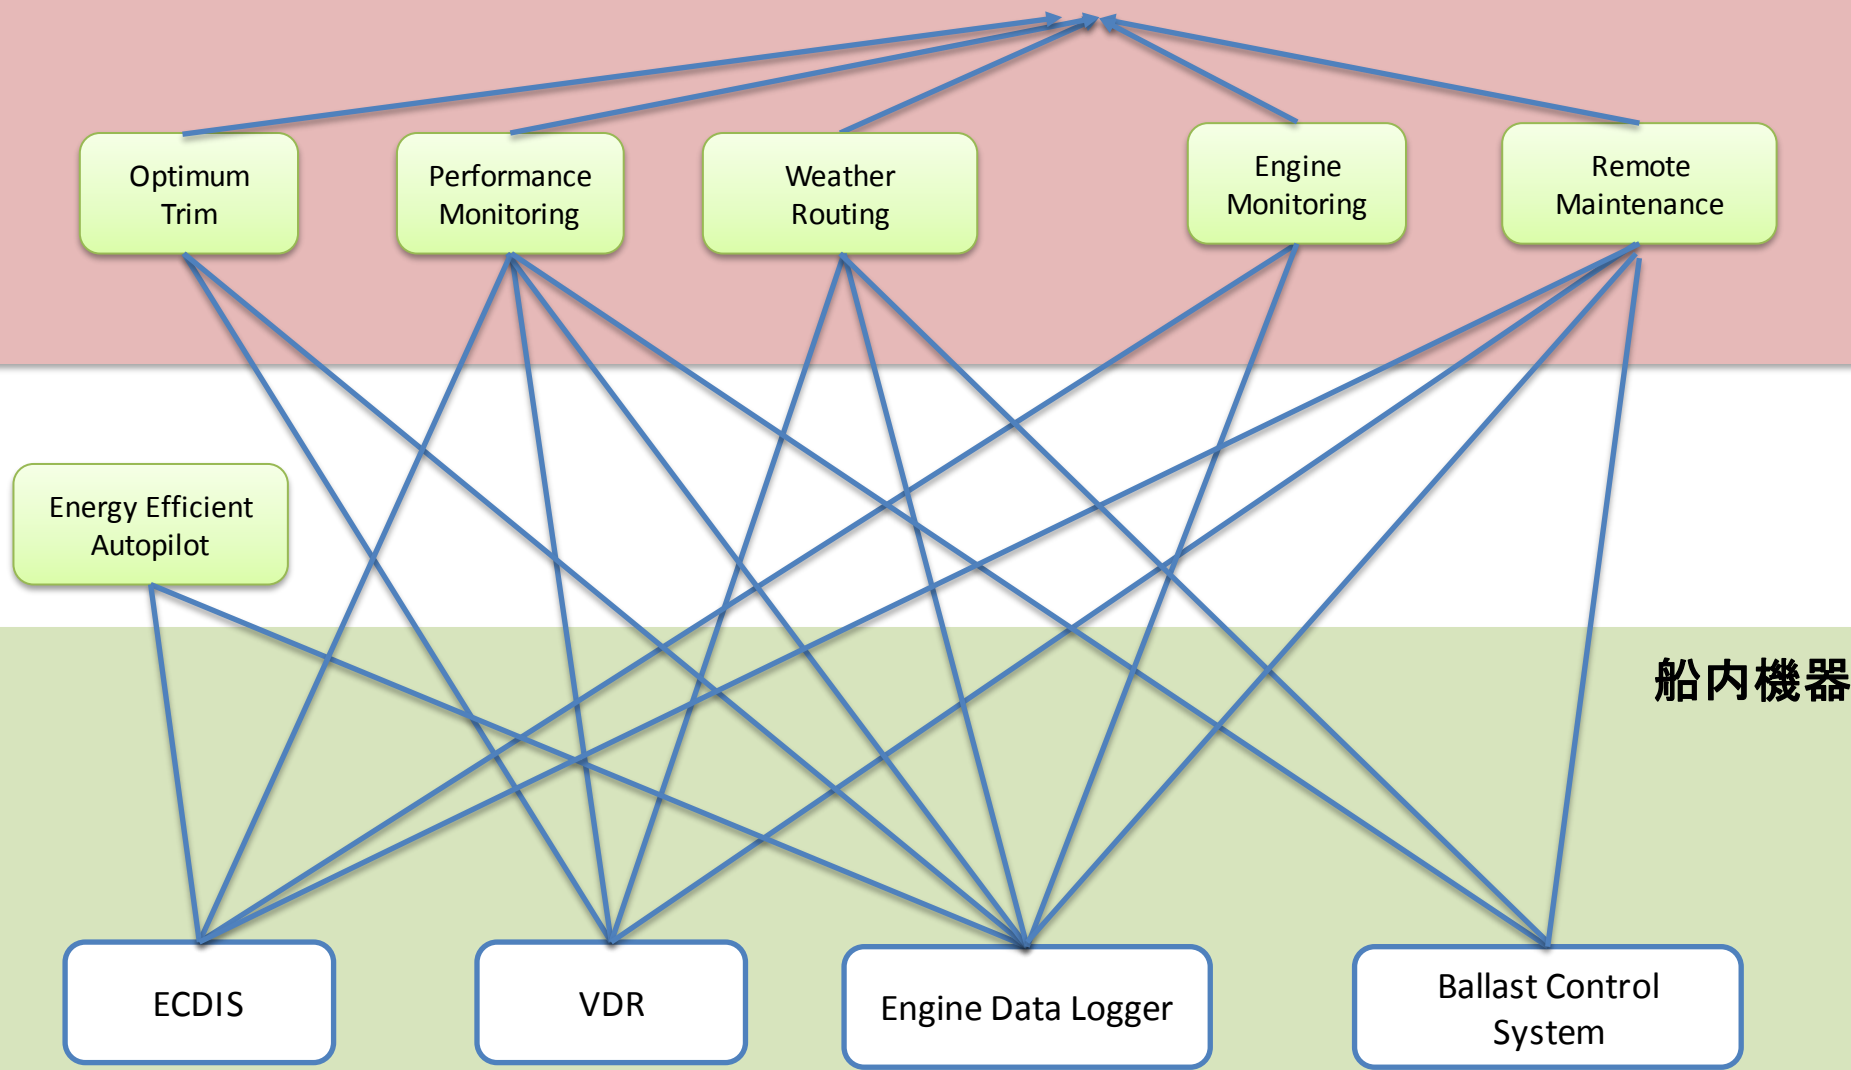 Optimum
Trim
Performance
Monitoring
Weather
Routing
Engine
Monitoring
Remote
Maintenance
Energy Efficient
Autopilot
船内機器
ECDIS
VDR
Engine Data Logger
Ballast Control
System